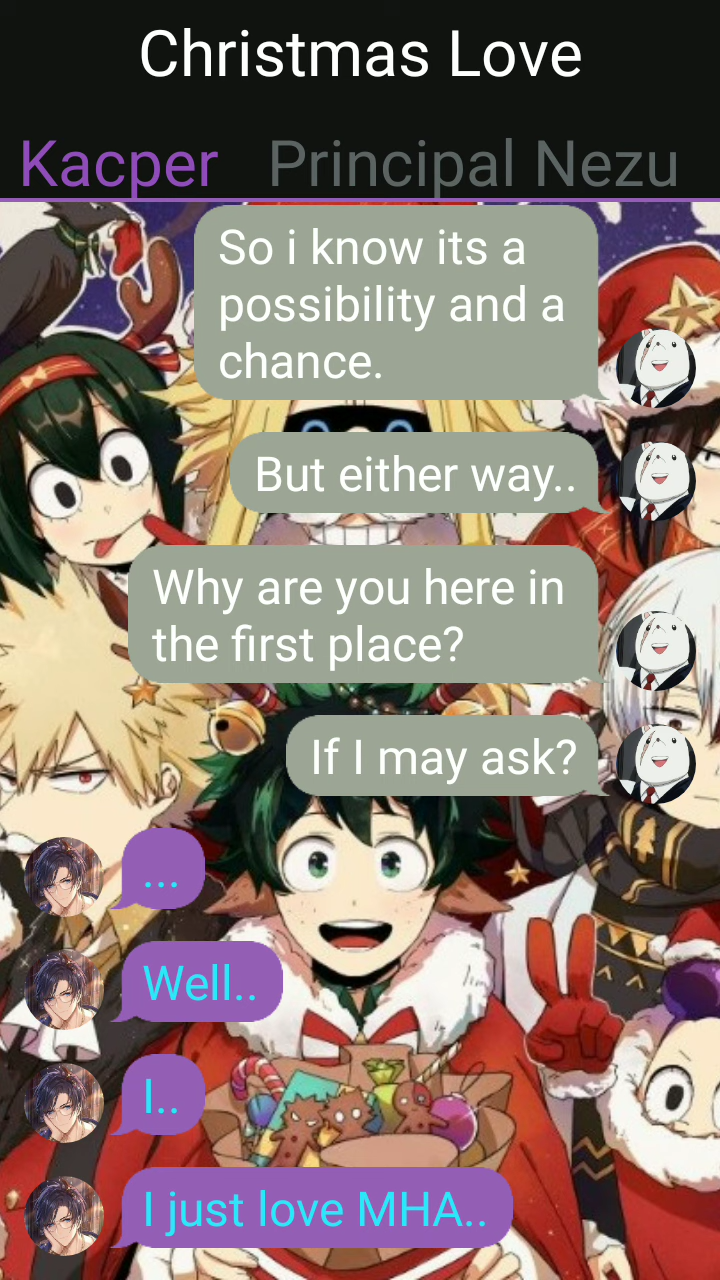 Christmas Love
Kacper Principal Nezu
So i know its a
possibility and a
chance.
But either way..
Why are you here in
the first place?
If I may ask?
...
Well..
I..
I just love MHA..